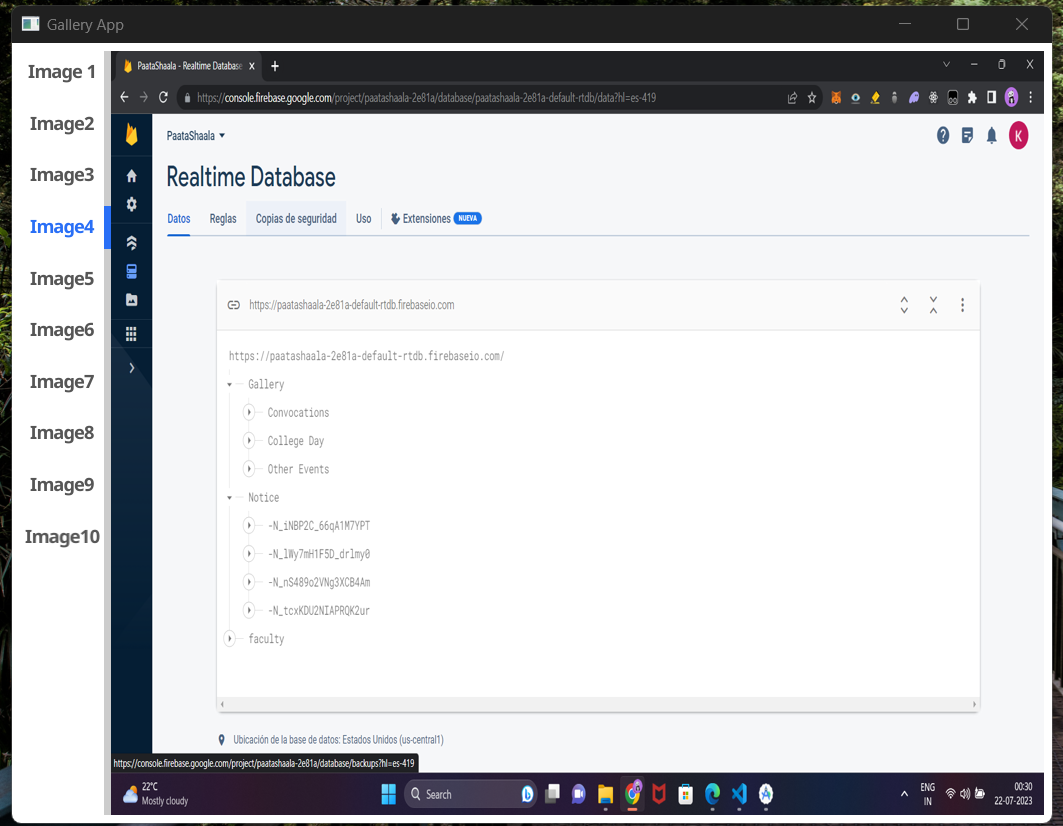 Gallery App
Image 1
Image2
Image3
Image4
Image5
Image6
Image7
Image8
Image9
Image10
PaataShaala - Realtime Database
https://console.firebase.google.com/project/paatashaala-2e81a/database/paatashaala-2e81a-default-rtdb/data?hl=es-419
PaataShaala
K
Realtime Database
Datos Reglas Copias de seguridad Uso Extensiones NUEVA
https://paatashaala-2e81a-default-rtdb.firebaseio.com
https://paatashaala-2e81a-default-rtdb.firebaseio.com/
Gallery
Convocations
College Day
Other Events
Notice
-N_iNBP2C_66qA1M7YPT
-N_lWy7mH1F5D_drlmy0
-N_nS489o2VNg3XCB4Am
-N_tcxKDU2NIAPRQK2ur
faculty
Ubicación de la base de datos: Estados Unidos (us-central1)
https://console.firebase.google.com/project/paatashaala-2e81a/database/backups?hl=es-419
22°C
Mostly cloudy
Search
ENG
IN
00:30
22-07-2023